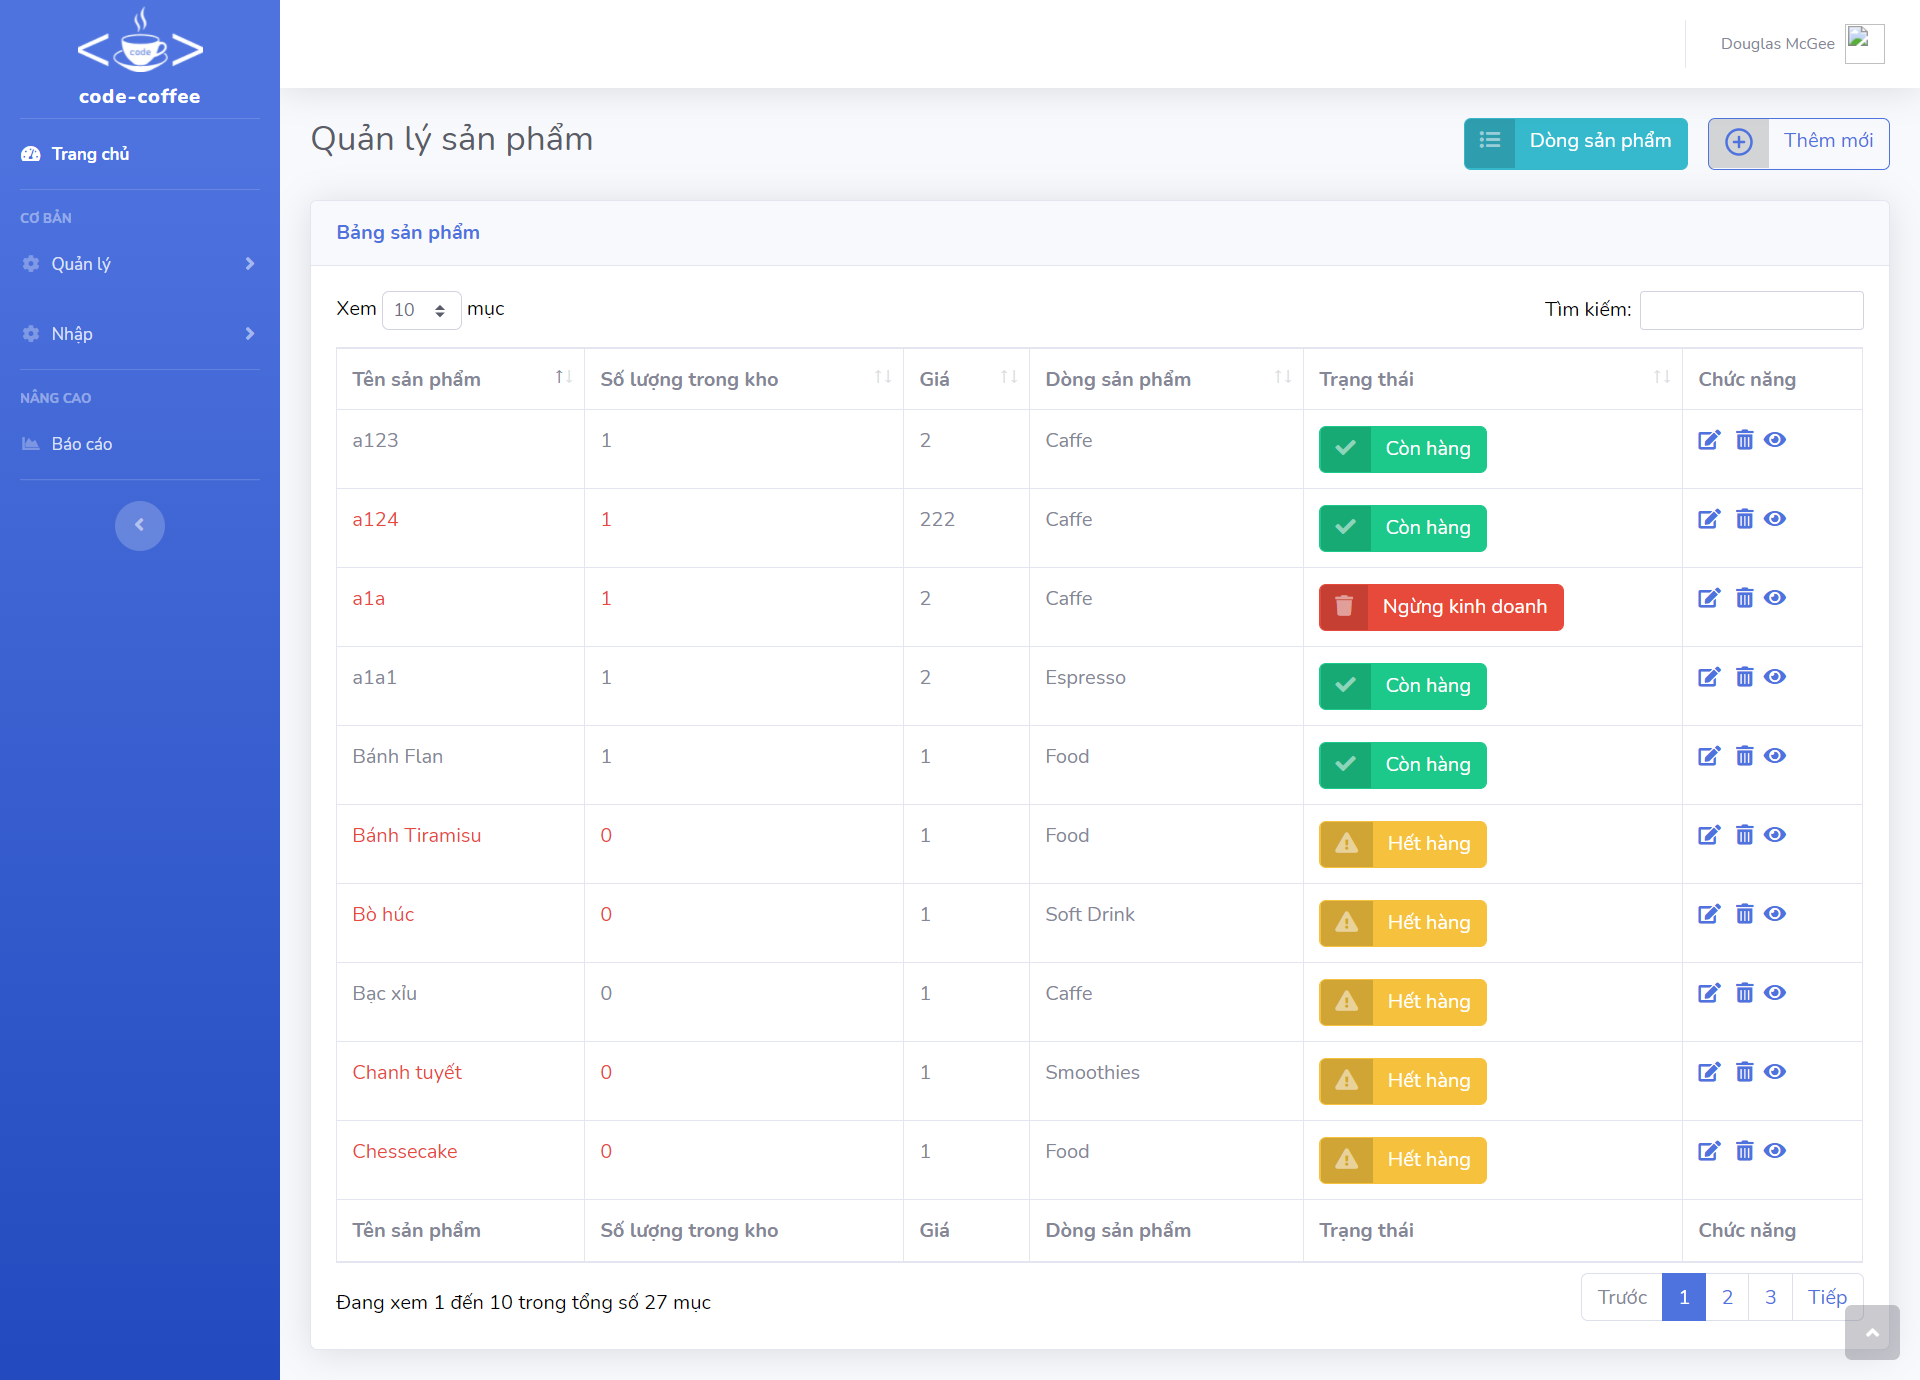 code
code-coffee
Trang chủ
CƠ BẢN
Quản lý
Nhập
NÂNG CAO
Báo cáo
Douglas McGee
Quản lý sản phẩm
Dòng sản phẩm
Thêm mới
Bảng sản phẩm
Xem 10 mục
Tìm kiếm:
Tên sản phẩm Số lượng trong kho Giá Dòng sản phẩm Trạng thái Chức năng
a123 1 2 Caffe Còn hàng
a124 1 222 Caffe Còn hàng
a1a 1 2 Caffe Ngừng kinh doanh
a1a1 1 2 Espresso Còn hàng
Bánh Flan 1 1 Food Còn hàng
Bánh Tiramisu 0 1 Food Hết hàng
Bò húc 0 1 Soft Drink Hết hàng
Bạc xỉu 0 1 Caffe Hết hàng
Chanh tuyết 0 1 Smoothies Hết hàng
Chessecake 0 1 Food Hết hàng
Tên sản phẩm Số lượng trong kho Giá Dòng sản phẩm Trạng thái Chức năng
Đang xem 1 đến 10 trong tổng số 27 mục
Trước 1 2 3 Tiếp